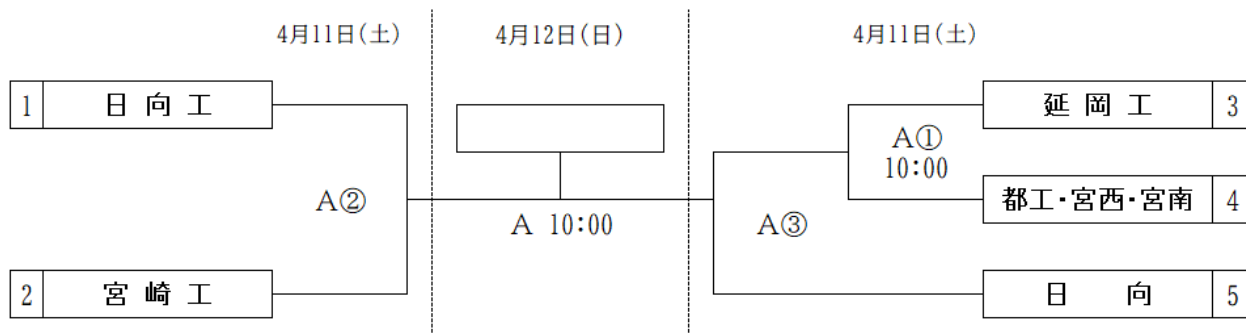 4月11日(土) 4月12日(日) 4月11日(土)
1 日向工
延岡工 3
A①
10:00
A②
都工・宮西・宮南 4
A 10:00
A③
2 宮崎工
日向 5